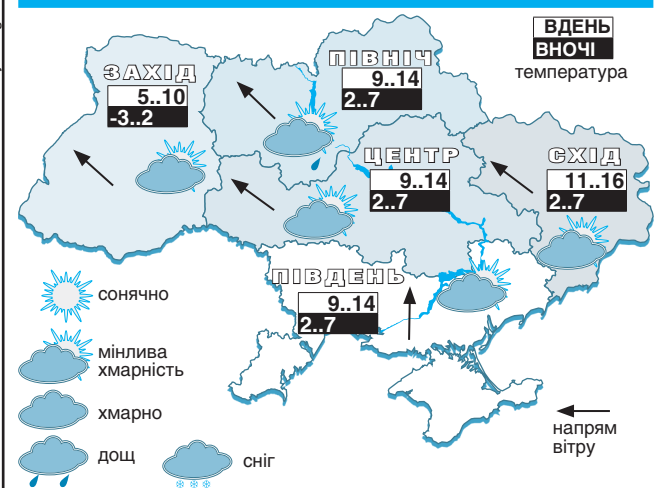 ВДЕНЬ
ВНОЧІ
температура
ПІВНІЧ
9..14
2..7
ЗАХІД
5..10
-3..2
ЦЕНТР
9..14
2..7
СХІД
11..16
2..7
ПІВДЕНЬ
9..14
2..7
сонячно
мінлива
хмарність
хмарно
дощ
сніг
напрям
вітру